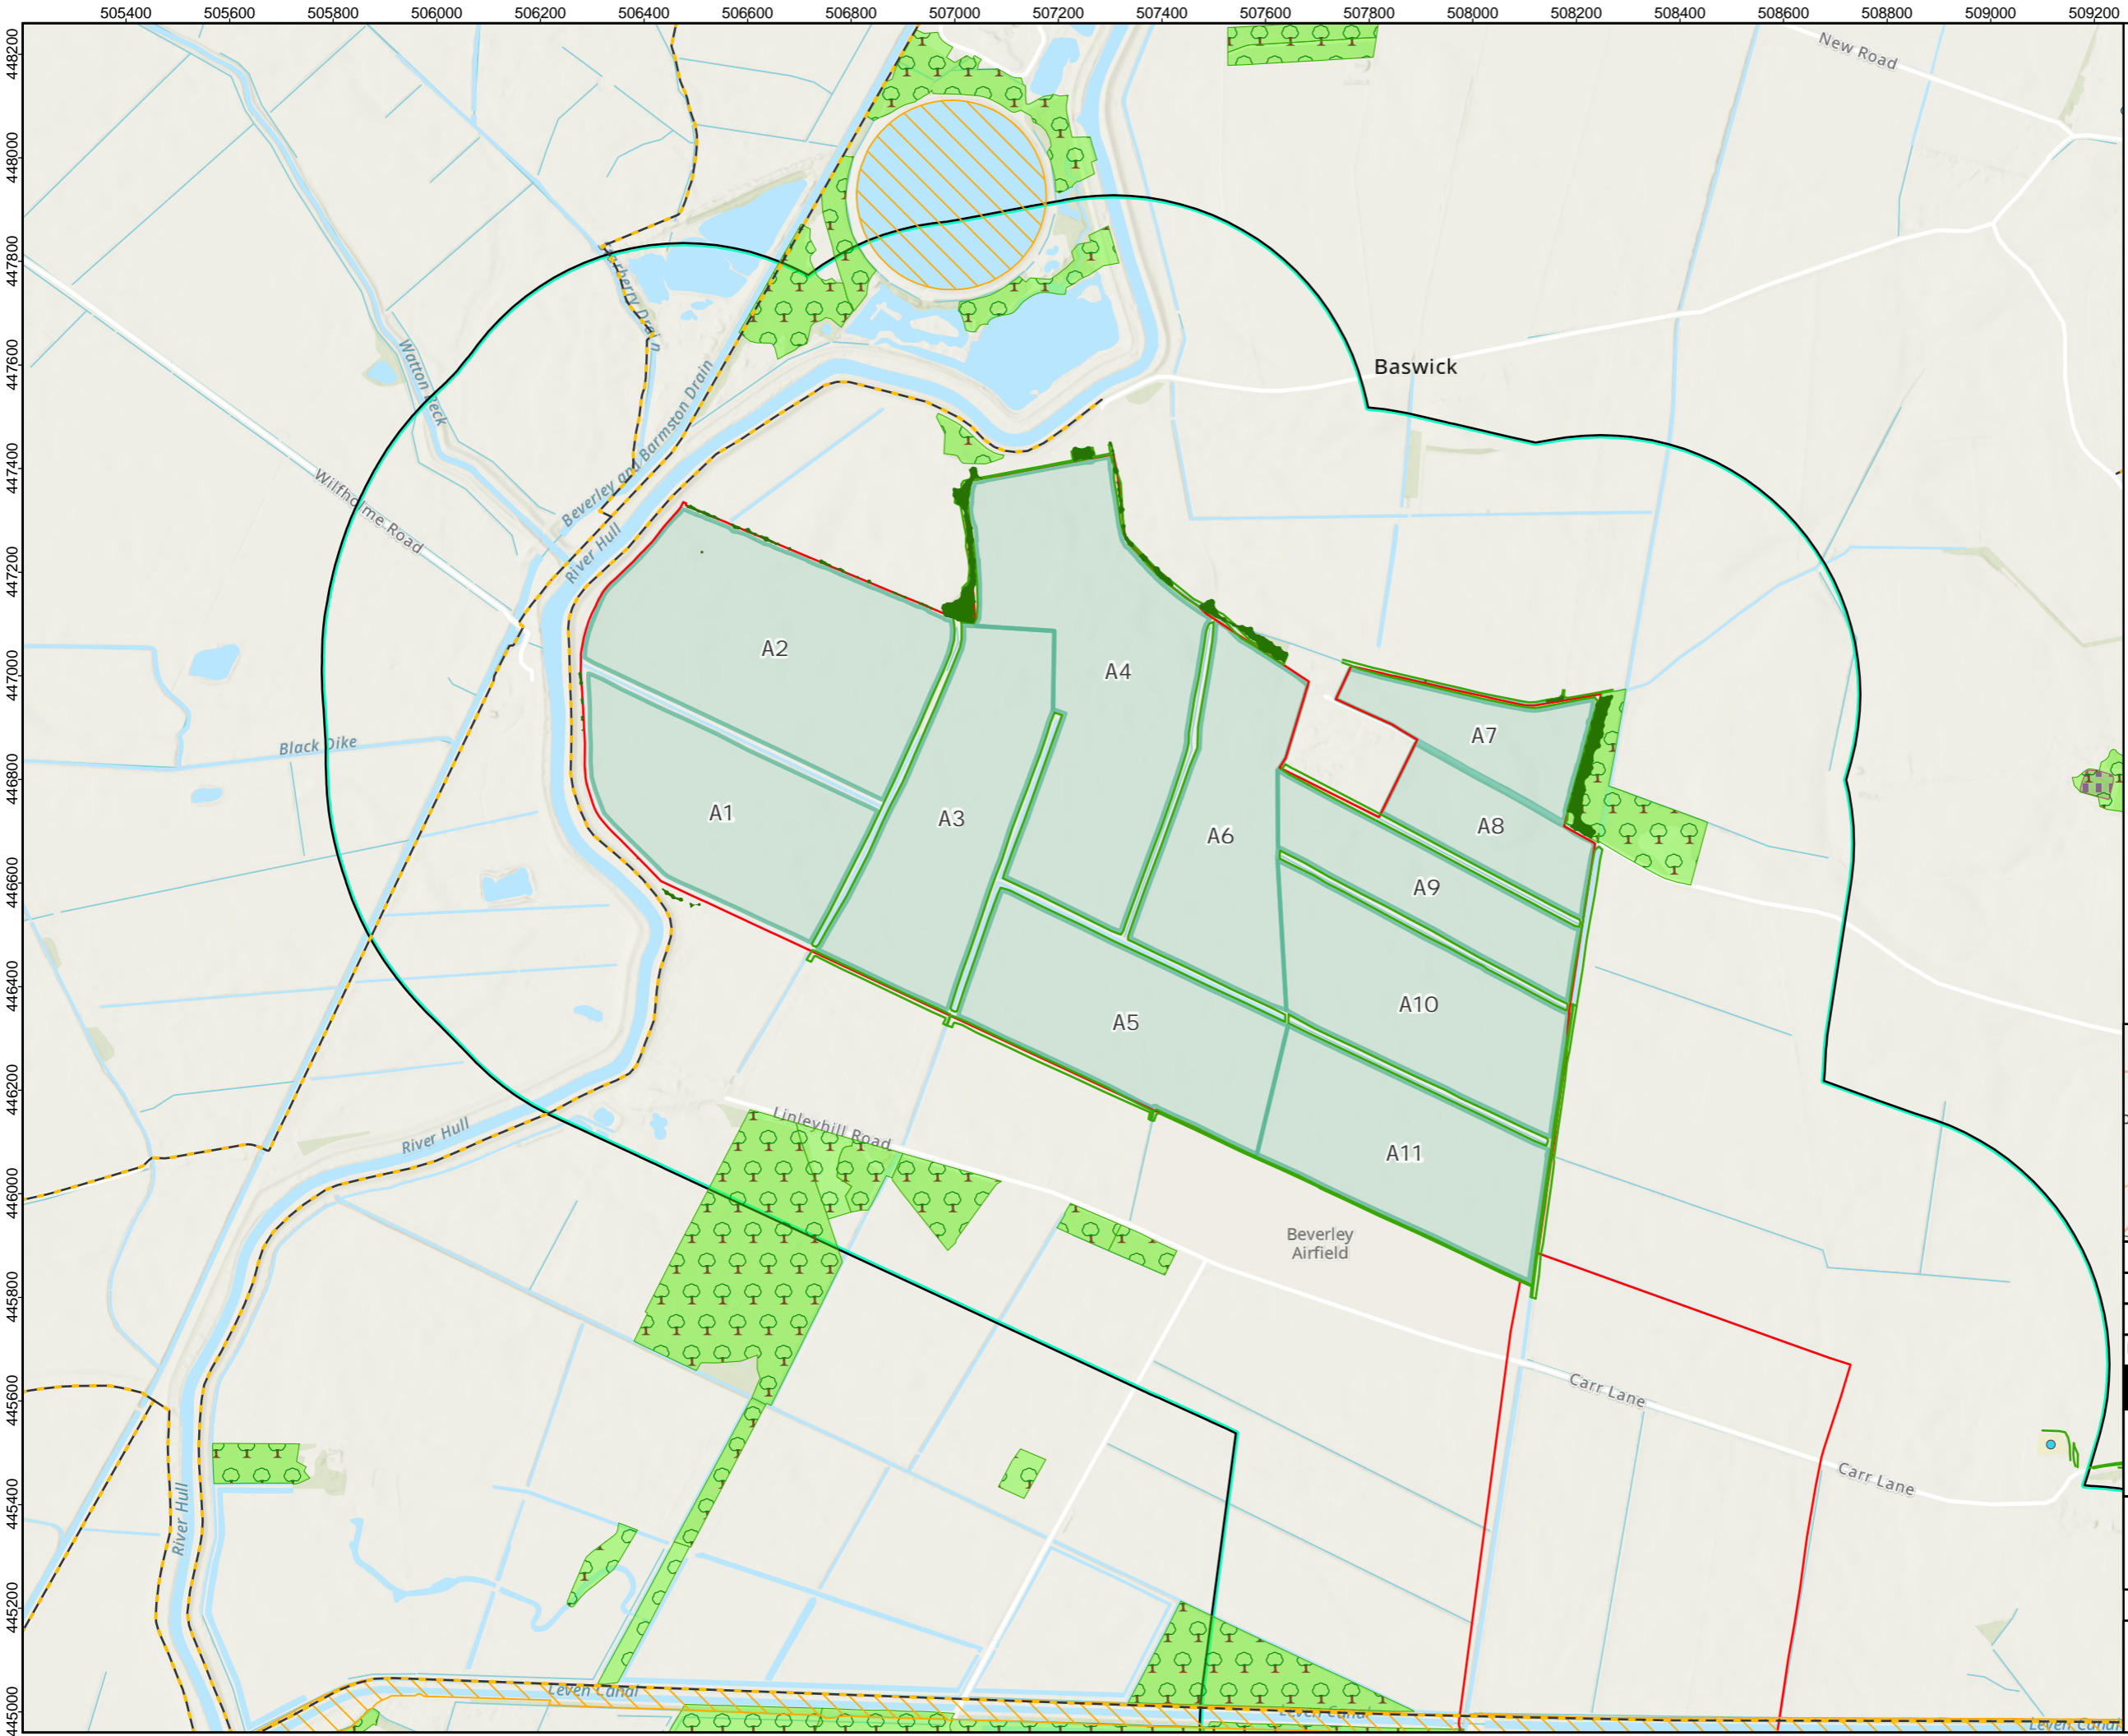 505400 505600 505800 506000 506200 506400 506600 506800 507000 507200 507400 507600 507800 508000 508200 508400 508600 508800 509000 509200
448200
448000
447800
447600
447400
447200
447000
446800
446600
446400
446200
446000
445800
445600
445400
445200
445000
New Road
Baswick
Watton Beck
Beverley and Barmston Drain
Wilfholme Road
River Hull
A2
A4
A7
Black Dike
A1
A3
A6
A8
A9
A10
A5
River Hull
Linleyhill Road
A11
Beverley
Airfield
Carr Lane
Carr Lane
River Hull
Leven Canal
Leven Canal
Leven Canal